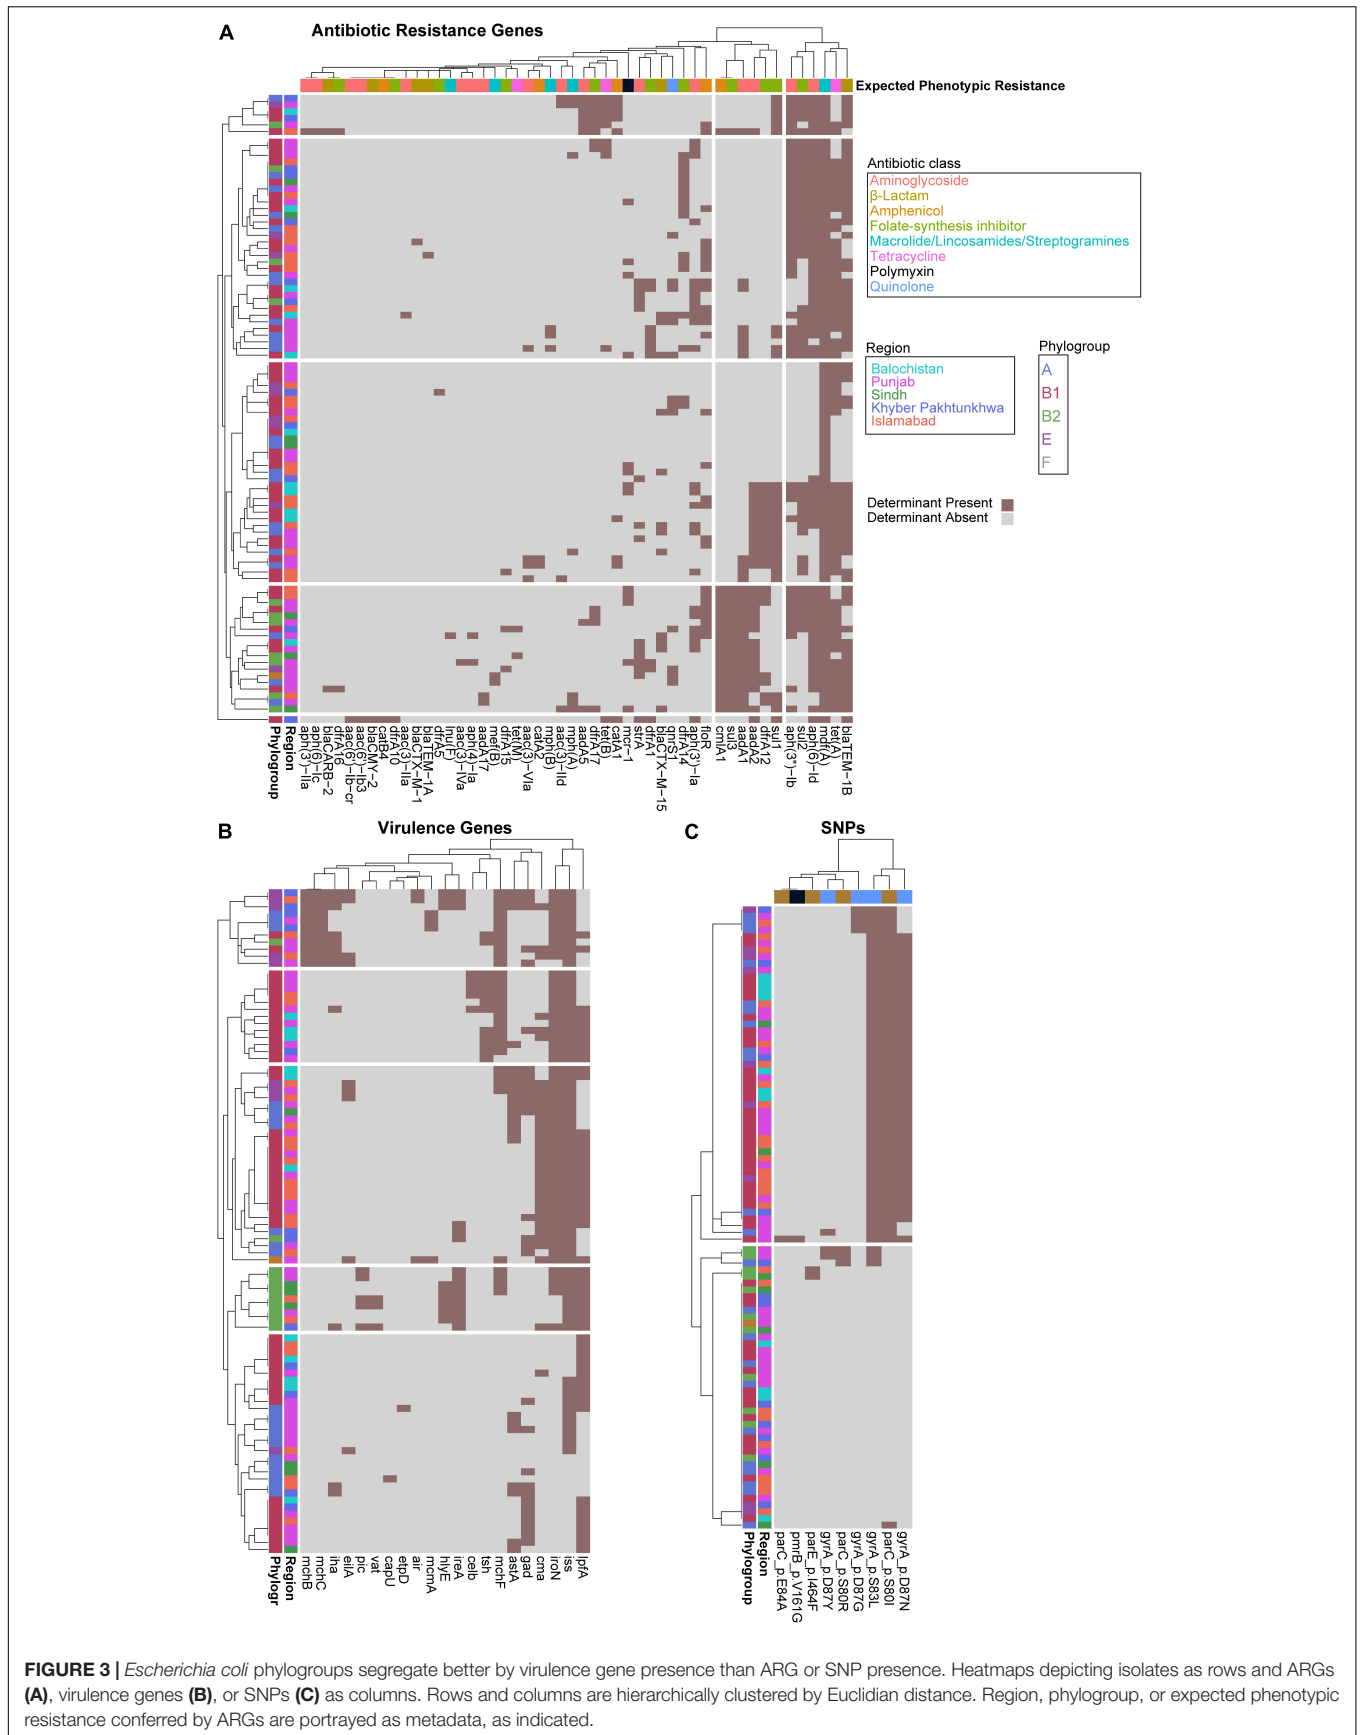 A
Antibiotic Resistance Genes
Expected Phenotypic Resistance
Antibiotic class
Aminoglycoside
β-Lactam
Amphenicol
Folate-synthesis inhibitor
Macrolide/Lincosamides/Streptogramines
Tetracycline
Polymyxin
Quinolone
Region
Balochistan
Punjab
Sindh
Khyber Pakhtunkhwa
Islamabad
Phylogroup
A
B1
B2
E
F
Determinant Present
Determinant Absent
Phylogroup
Region
aph(3')−IIa
aph(6)−Ic
blaCARB−2
dfrA16
aac(6')−Ib−cr
aac(6')−Ib3
blaCMY−2
catB4
dfrA10
aac(3)−IIa
blaCTX−M−1
blaTEM−1A
dfrA5
lnu(F)
aac(3)−IVa
aph(4)−Ia
aadA17
mef(B)
dfrA15
tet(M)
aac(3)−VIa
catA2
mph(B)
aac(3)−IId
mph(A)
aadA5
dfrA17
tet(B)
catA1
mcr−1
strA
dfrA1
blaCTX−M−15
qnrS1
dfrA14
aph(3')−Ia
floR
cmlA1
sul3
aadA1
aadA2
dfrA12
sul1
aph(3'')−Ib
sul2
aph(6)−Id
mdf(A)
tet(A)
blaTEM−1B
B
Virulence Genes
Phylogr
Region
mchB
mchC
iha
eilA
pic
vat
capU
etpD
air
mcmA
hlyE
ireA
celb
tsh
mchF
astA
gad
cma
iroN
iss
lpfA
C
SNPs
Phylogroup
Region
parC_p.E84A
pmrB_p.V161G
parE_p.I464F
gyrA_p.D87Y
parC_p.S80R
gyrA_p.D87G
gyrA_p.S83L
parC_p.S80I
gyrA_p.D87N
FIGURE 3 | Escherichia coli phylogroups segregate better by virulence gene presence than ARG or SNP presence. Heatmaps depicting isolates as rows and ARGs
(A), virulence genes (B), or SNPs (C) as columns. Rows and columns are hierarchically clustered by Euclidian distance. Region, phylogroup, or expected phenotypic
resistance conferred by ARGs are portrayed as metadata, as indicated.